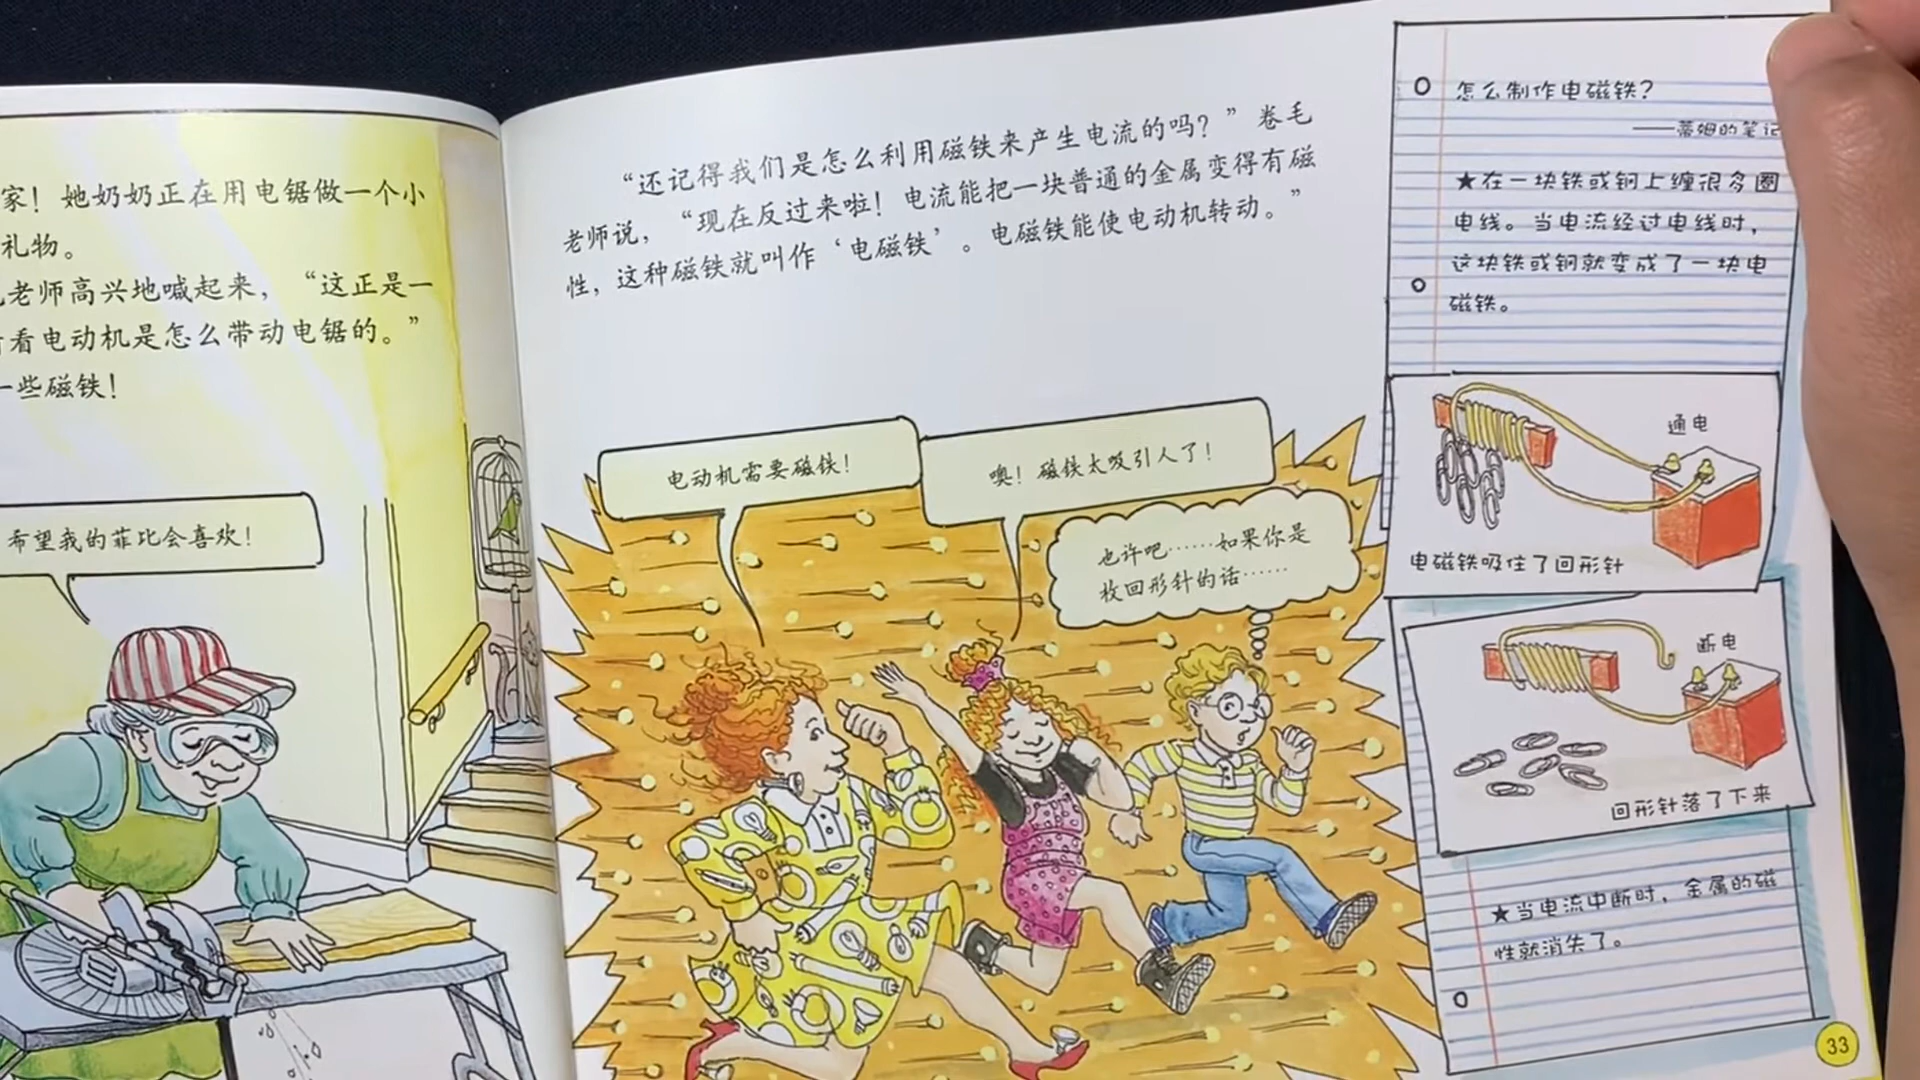 家！她奶奶正在用电锯做一个小
礼物。
老师高兴地喊起来，“这正是一
看电动机是怎么带动电锯的。”
一些磁铁！
希望我的菲比会喜欢！
“还记得我们是怎么利用磁铁来产生电流的吗？”卷毛
老师说，“现在反过来啦！电流能把一块普通的金属变得有磁
性，这种磁铁就叫作‘电磁铁’。电磁铁能使电动机转动。”
电动机需要磁铁！
噢！磁铁太吸引人了！
也许吧……如果你是
枚回形针的话……
怎么制作电磁铁？
——蒂姆的笔记
★在一块铁或钢上缠很多圈
电线。当电流经过电线时，
这块铁或钢就变成了一块电
磁铁。
通电
电磁铁吸住了回形针
断电
回形针落了下来
★当电流中断时，金属的磁
性就消失了。
33